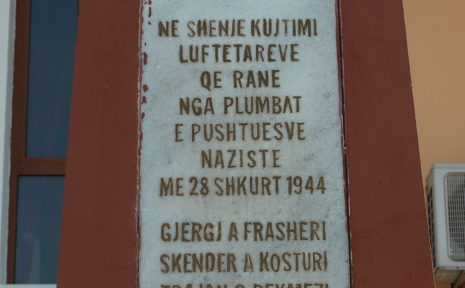 NE SHENJE KUJTIMI
LUFTETAREVE
QE RANE
NGA PLUMBAT
E PUSHTUESVE
NAZISTE
ME 28 SHKURT 1944
GJERGJ A FRASHERI
SKENDER A KOSTURI